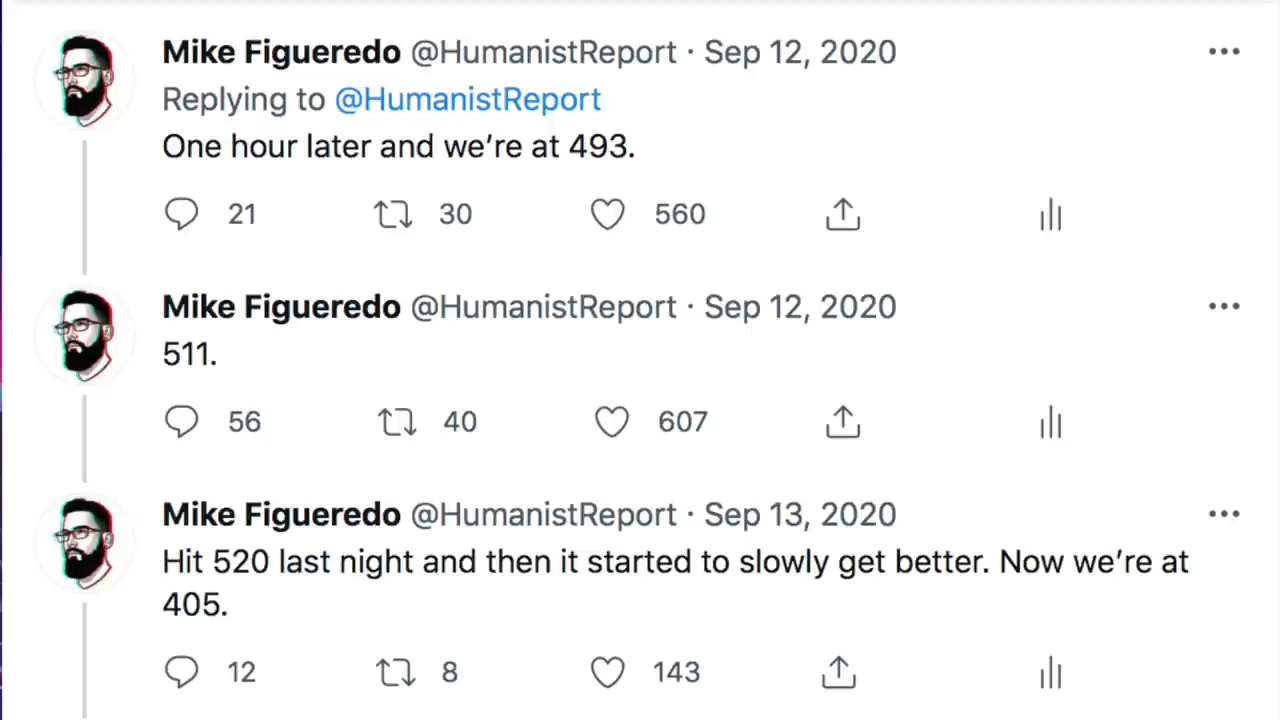 Mike Figueredo @HumanistReport · Sep 12, 2020
Replying to @HumanistReport
One hour later and we’re at 493.
21 30 560
Mike Figueredo @HumanistReport · Sep 12, 2020
511.
56 40 607
Mike Figueredo @HumanistReport · Sep 13, 2020
Hit 520 last night and then it started to slowly get better. Now we’re at
405.
12 8 143